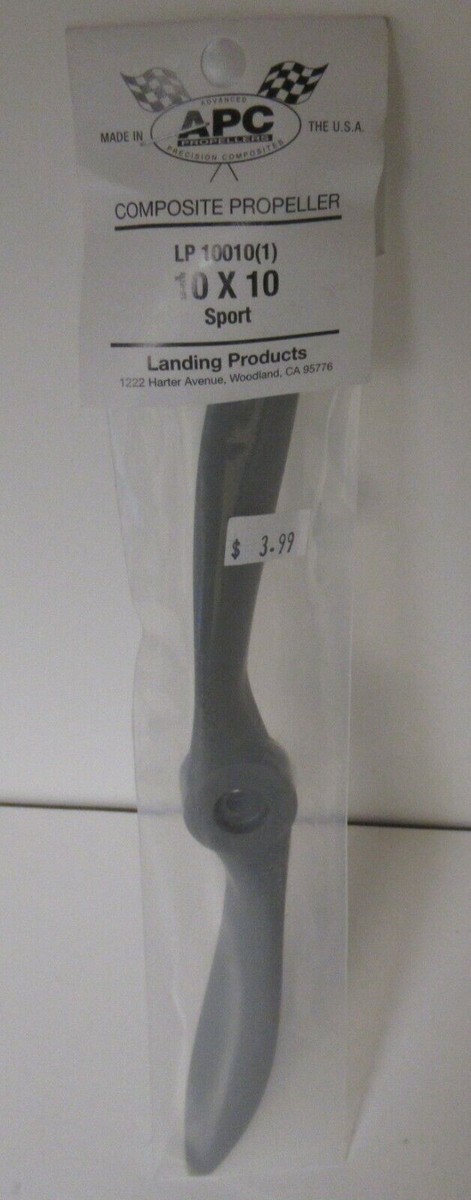 ADVANCED
MADE IN APC THE U.S.A.
PROPELLERS
PRECISION COMPOSITES
COMPOSITE PROPELLER
LP 10010(1)
10 X 10
Sport
Landing Products
1222 Harter Avenue, Woodland, CA 95776
$ 3.99